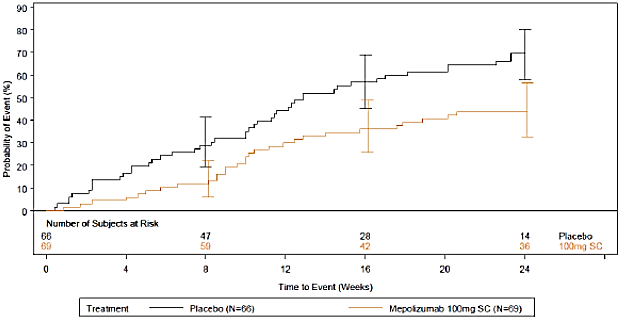 Probability of Event (%)
90
80
70
60
50
40
30
20
10
0
Number of Subjects at Risk
66 47 28 14 Placebo
69 59 42 36 100mg SC
0 4 8 12 16 20 24
Time to Event (Weeks)
Treatment Placebo (N=66) Mepolizumab 100mg SC (N=69)